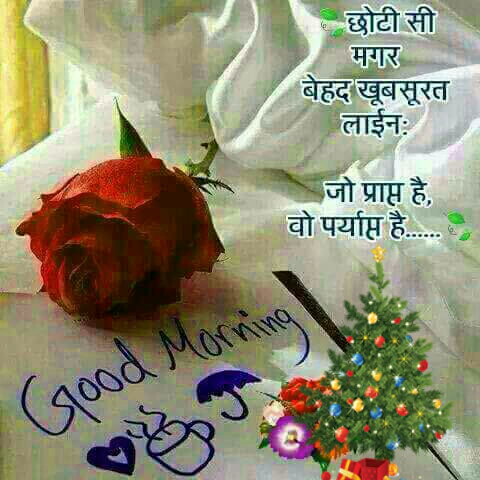 छोटी सी
मगर
बेहद खूबसूरत
लाईन:
जो प्राप्त है,
वो पर्याप्त है......
Good Morning